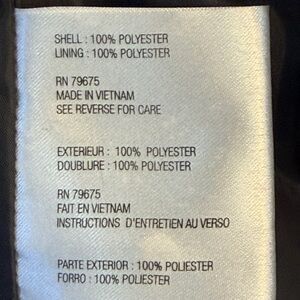 SHELL : 100% POLYESTER
LINING : 100% POLYESTER
RN 79675
MADE IN VIETNAM
SEE REVERSE FOR CARE
EXTERIEUR : 100% POLYESTER
DOUBLURE : 100% POLYESTER
RN 79675
FAIT EN VIETNAM
INSTRUCTIONS D'ENTRETIEN AU VERSO
PARTE EXTERIOR : 100% POLIESTER
FORRO : 100% POLIESTER